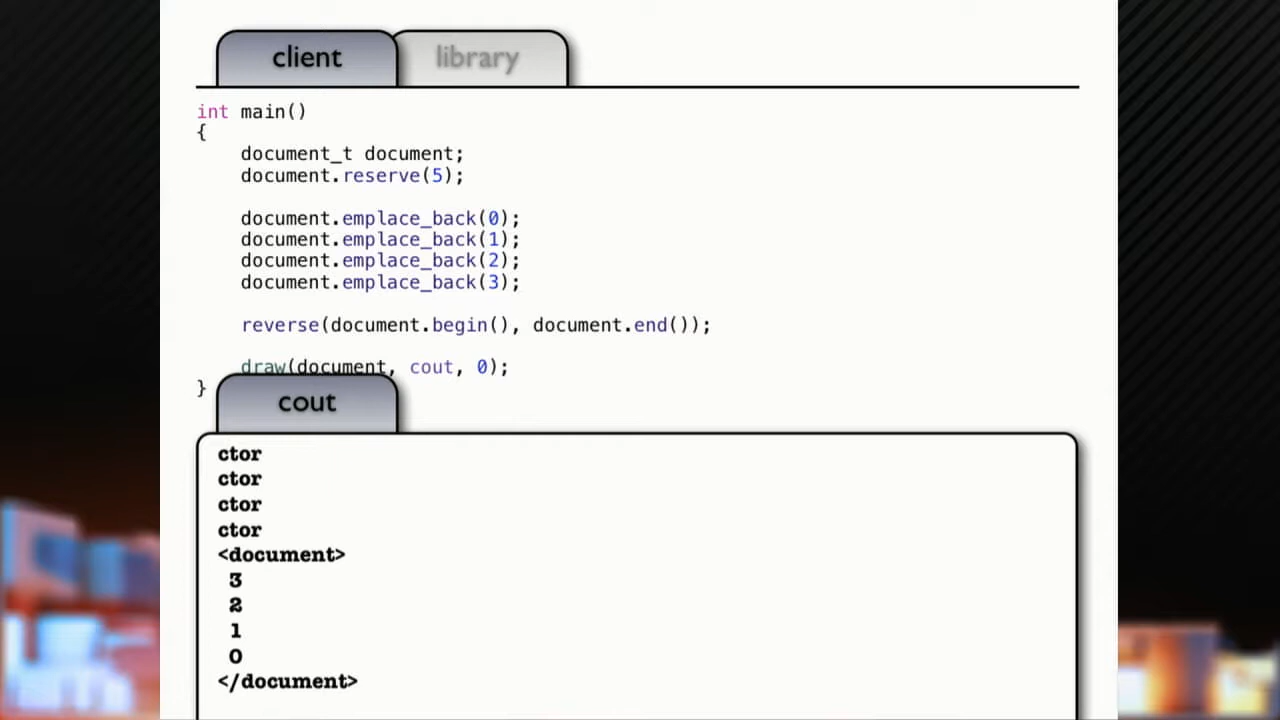 client library
int main()
{
    document_t document;
    document.reserve(5);

    document.emplace_back(0);
    document.emplace_back(1);
    document.emplace_back(2);
    document.emplace_back(3);

    reverse(document.begin(), document.end());

    draw(document, cout, 0);
}
cout
ctor
ctor
ctor
ctor
<document>
 3
 2
 1
 0
</document>